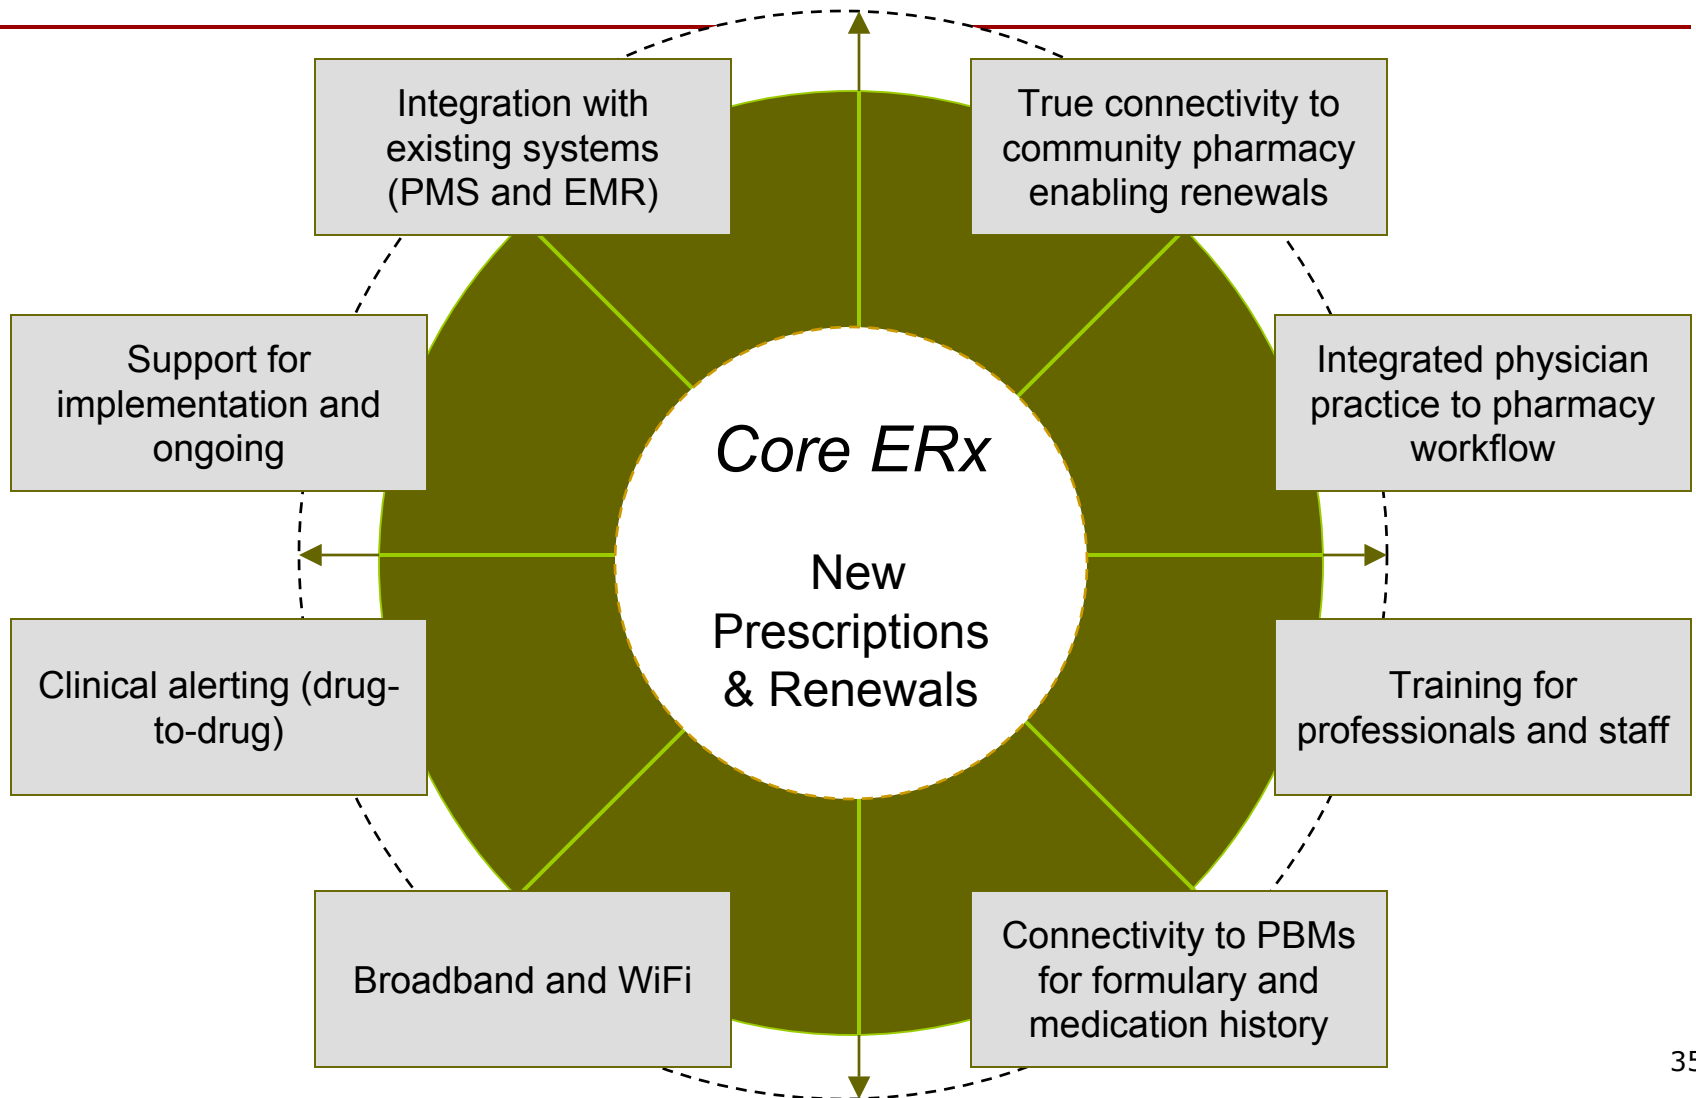 Integration with
existing systems
(PMS and EMR)
True connectivity to
community pharmacy
enabling renewals
Support for
implementation and
ongoing
Integrated physician
practice to pharmacy
workflow
Core ERx
New
Prescriptions
& Renewals
Clinical alerting (drug-
to-drug)
Training for
professionals and staff
Broadband and WiFi
Connectivity to PBMs
for formulary and
medication history
35